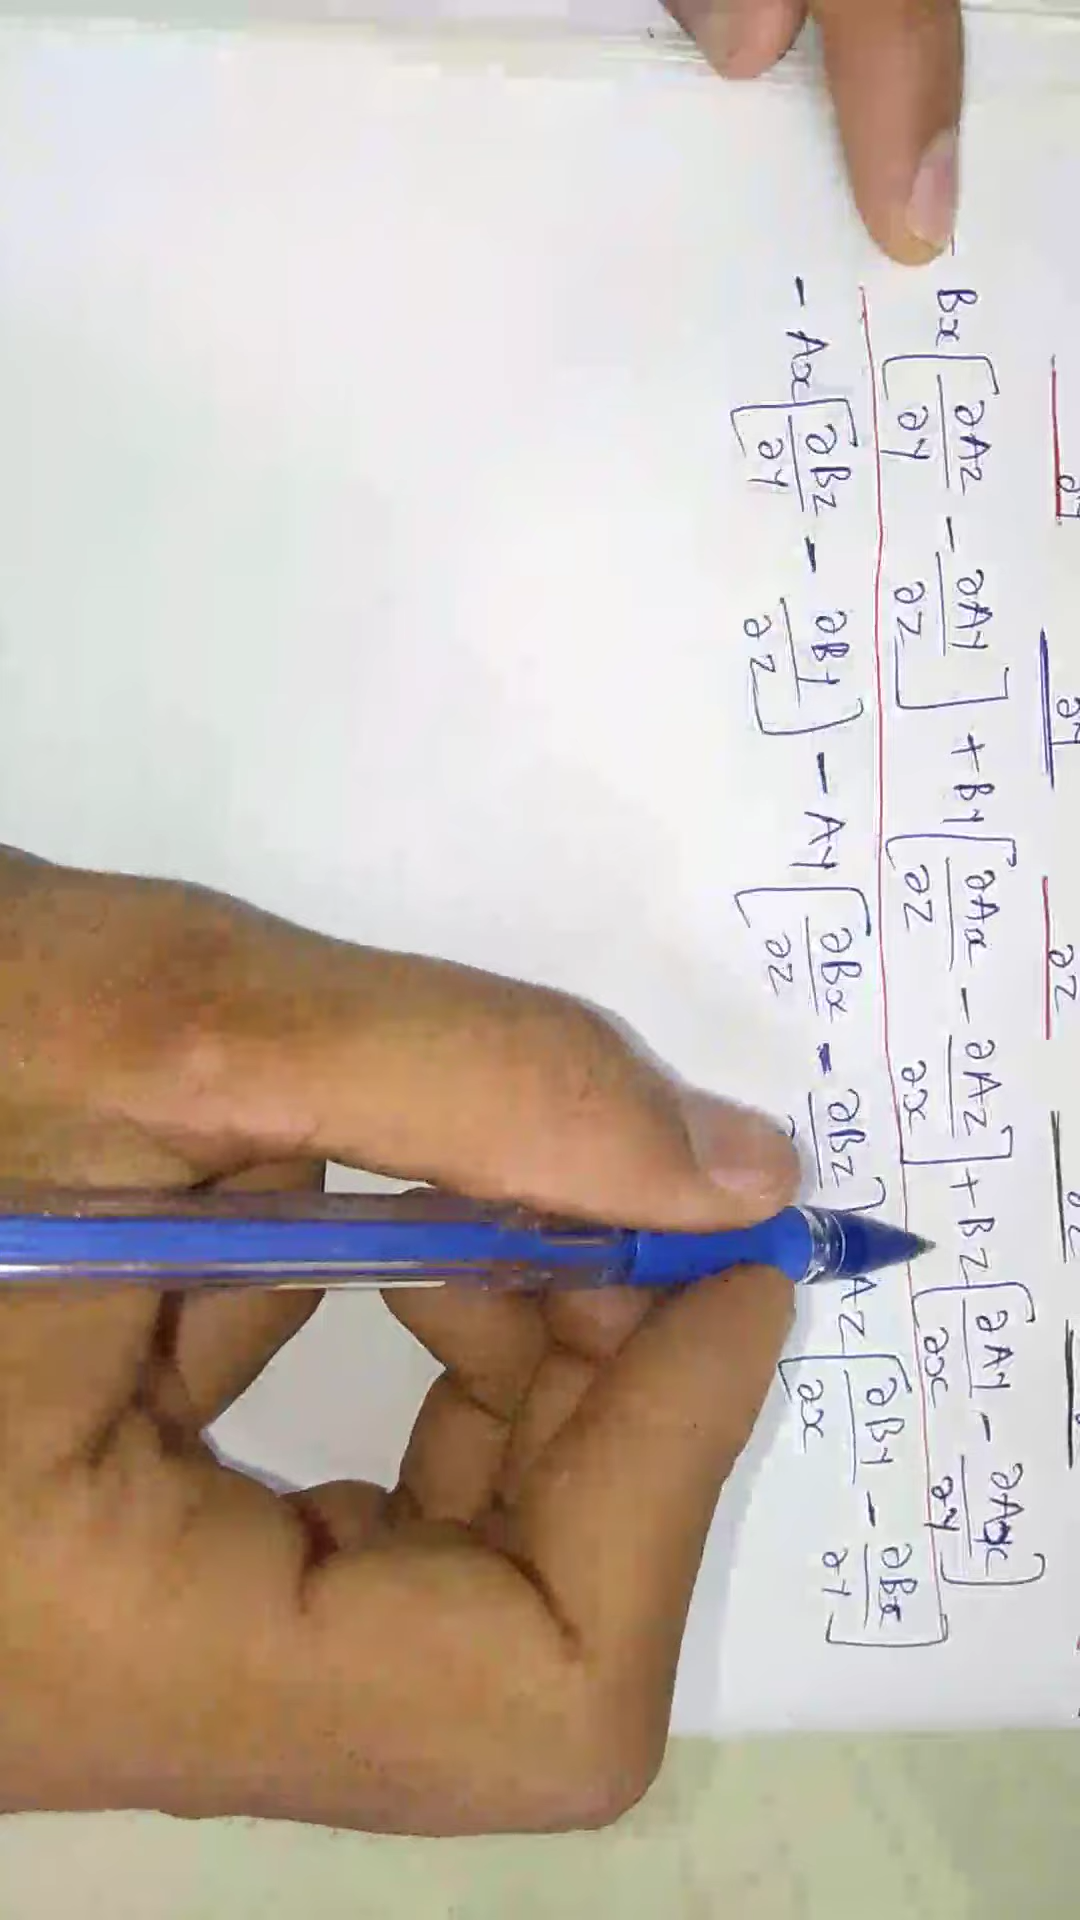 ∂y ∂y ∂z
- Bx [∂Az/∂y - ∂Ay/∂z] + By [∂Ax/∂z - ∂Az/∂x] + Bz [∂Ay/∂x - ∂Ax/∂y]
- Ax [∂Bz/∂y - ∂By/∂z] - Ay [∂Bx/∂z - ∂Bz ] Az [∂By/∂x - ∂Bx/∂y]